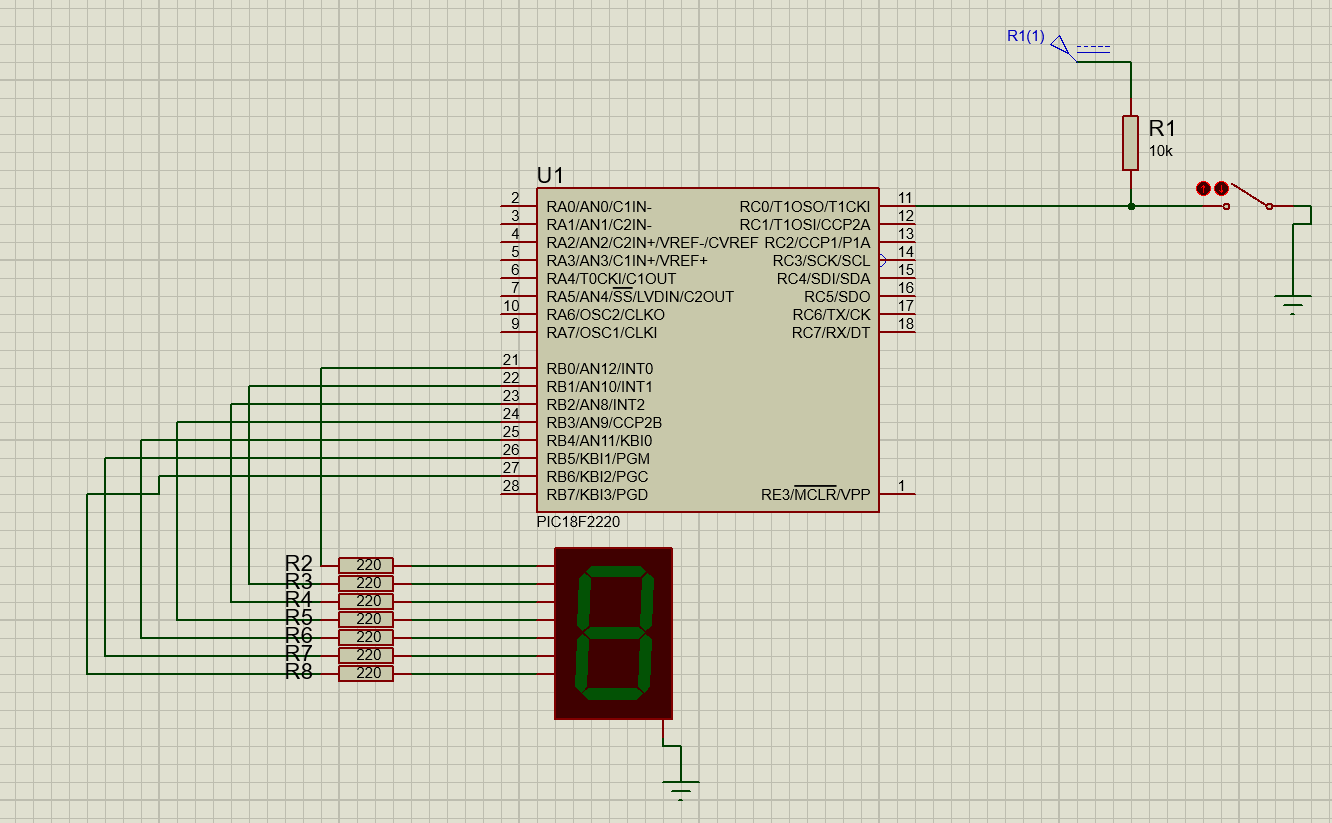 R1(1)
R1
10k
U1
2 RA0/AN0/C1IN- RC0/T1OSO/T1CKI 11
3 RA1/AN1/C2IN- RC1/T1OSI/CCP2A 12
4 RA2/AN2/C2IN+/VREF-/CVREF RC2/CCP1/P1A 13
5 RA3/AN3/C1IN+/VREF+ RC3/SCK/SCL 14
6 RA4/T0CKI/C1OUT RC4/SDI/SDA 15
7 RA5/AN4/SS/LVDIN/C2OUT RC5/SDO 16
10 RA6/OSC2/CLKO RC6/TX/CK 17
9 RA7/OSC1/CLKI RC7/RX/DT 18
21 RB0/AN12/INT0
22 RB1/AN10/INT1
23 RB2/AN8/INT2
24 RB3/AN9/CCP2B
25 RB4/AN11/KBI0
26 RB5/KBI1/PGM
27 RB6/KBI2/PGC
28 RB7/KBI3/PGD RE3/MCLR/VPP 1
PIC18F2220
R2 220
R3 220
R4 220
R5 220
R6 220
R7 220
R8 220